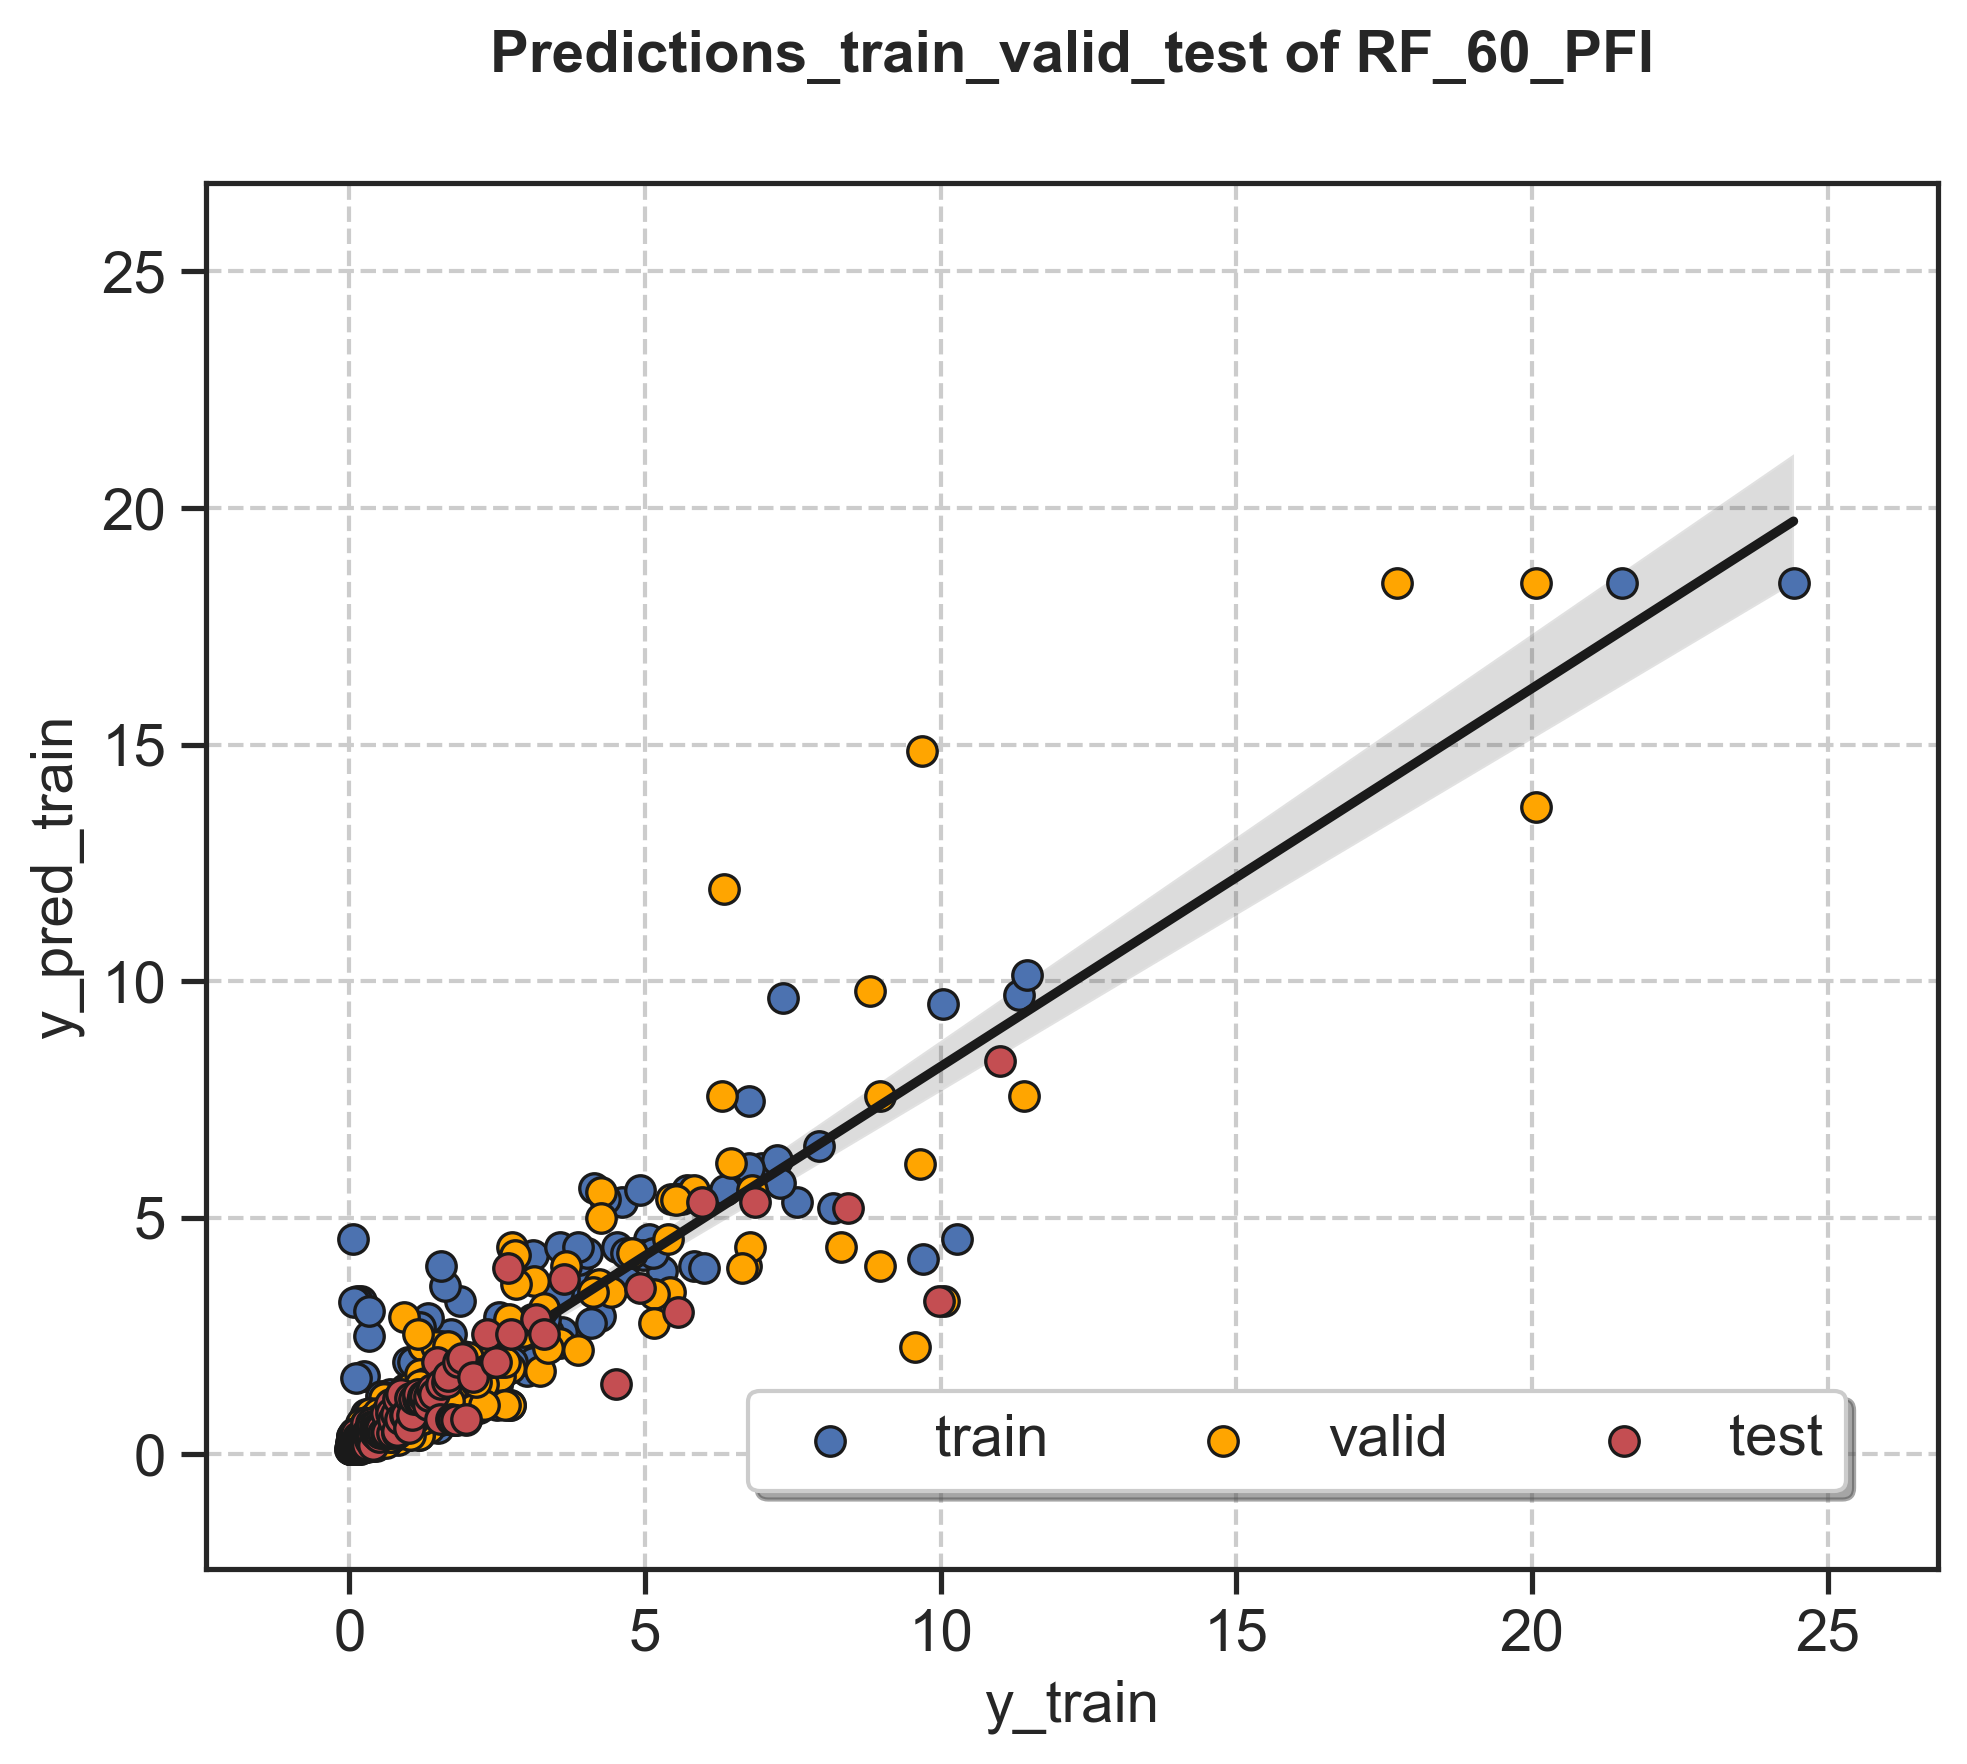 Predictions_train_valid_test of RF_60_PFI
25
20
15
10
5
0
y_pred_train
train valid test
0 5 10 15 20 25
y_train